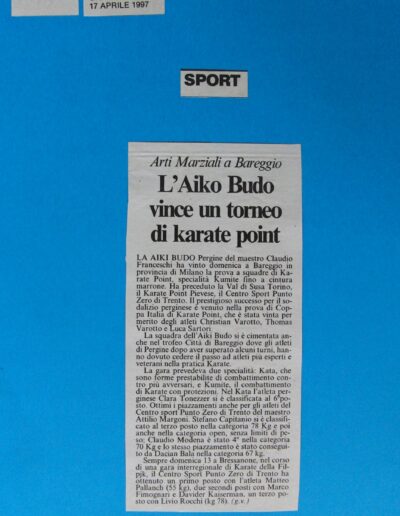 17 APRILE 1997
SPORT
Arti Marziali a Bareggio
L'Aiko Budo
vince un torneo
di karate point
LA AIKI BUDO Pergine del maestro Claudio
Franceschi ha vinto domenica a Bareggio in
provincia di Milano la prova a squadre di Ka-
rate Point, specialità Kumite fino a cintura
marrone. Ha preceduto la Val di Susa Torino,
il Karate Point Pievese, il Centro Sport Punto
Zero di Trento. Il prestigioso successo per il so-
dalizio perginese è venuto nella prova di Cop-
pa Italia di Karate Point, che è stata vinta per
merito degli atleti Christian Varotto, Thomas
Varotto e Luca Sartori.
La squadra dell'Aiki Budo si è cimentata an-
che nel trofeo Città di Bareggio dove gli atleti
di Pergine dopo aver superato alcuni turni, han-
no dovuto cedere il passo ad atleti più esperti e
veterani nella pratica Karate.
La gara prevedeva due specialità: Kata, che
sono forme prestabilite di combattimento contro
più avversari, e Kumite, il combattimento
di Karate con protezioni. Nel Kata l'atleta per-
ginese Clara Tonezzer si è classificata al 6°po-
sto. Ottimi i piazzamenti anche per gli atleti del
Centro sport Punto Zero di Trento del maestro
Attilio Margoni. Stefano Capitanio si è classifi-
cato al terzo posto nella categoria 78 Kg e poi
anche nella categoria open, senza limiti di pe-
so; Claudio Modena è stato 4° nella categoria
70 Kg e lo stesso piazzamento è stato consegui-
to da Dacian Bala nella categoria 67 kg.
Sempre domenica 13 a Bressanone, nel cor-
so di una gara interregionale di Karate della Fil-
pjk, il Centro Sport Punto Zero di Trento ha
ottenuto un primo posto con l'atleta Matteo
Pallanch (55 kg), due secondi posti con Marco
Fimognari e Davider Kaiserman, un terzo po-
sto con Livio Rocchi (kg 78). (g.v.)